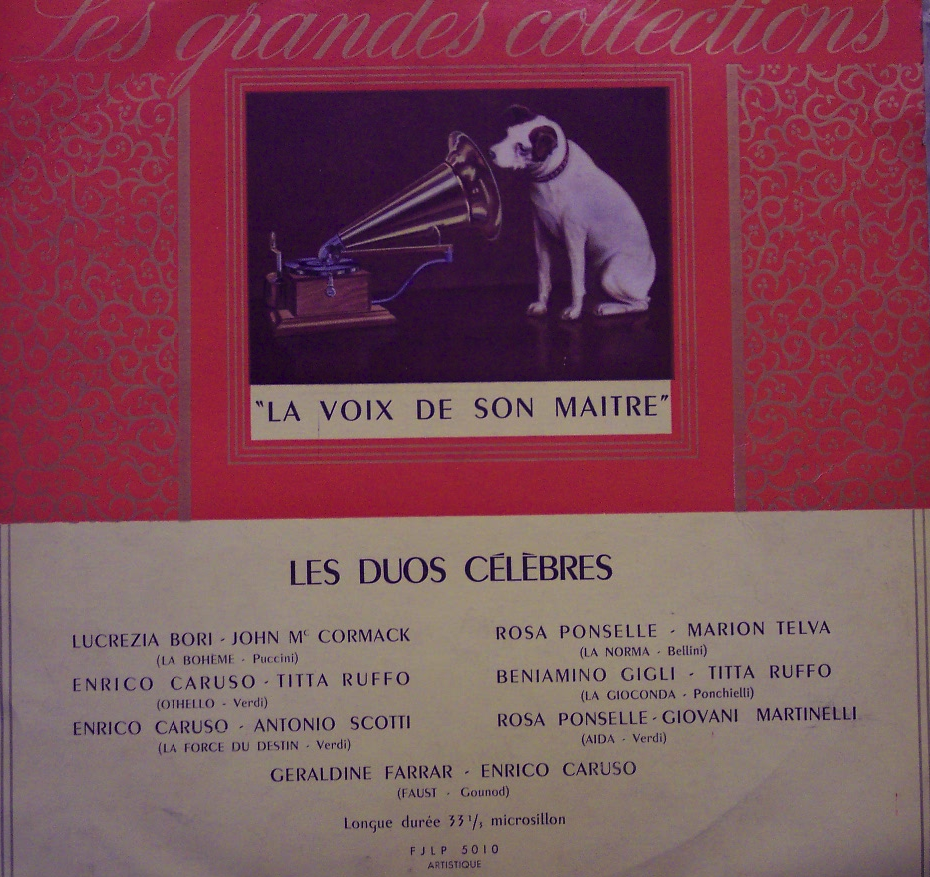 Les grandes collections
"LA VOIX DE SON MAITRE"
LES DUOS CÉLÈBRES
LUCREZIA BORI - JOHN Mc CORMACK
(LA BOHÈME - Puccini)
ENRICO CARUSO - TITTA RUFFO
(OTHELLO - Verdi)
ENRICO CARUSO - ANTONIO SCOTTI
(LA FORCE DU DESTIN - Verdi)
ROSA PONSELLE - MARION TELVA
(LA NORMA - Bellini)
BENIAMINO GIGLI - TITTA RUFFO
(LA GIOCONDA - Ponchielli)
ROSA PONSELLE - GIOVANI MARTINELLI
(AIDA - Verdi)
GERALDINE FARRAR - ENRICO CARUSO
(FAUST - Gounod)
Longue durée 33 1/3 microsillon
FJLP 5010
ARTISTIQUE